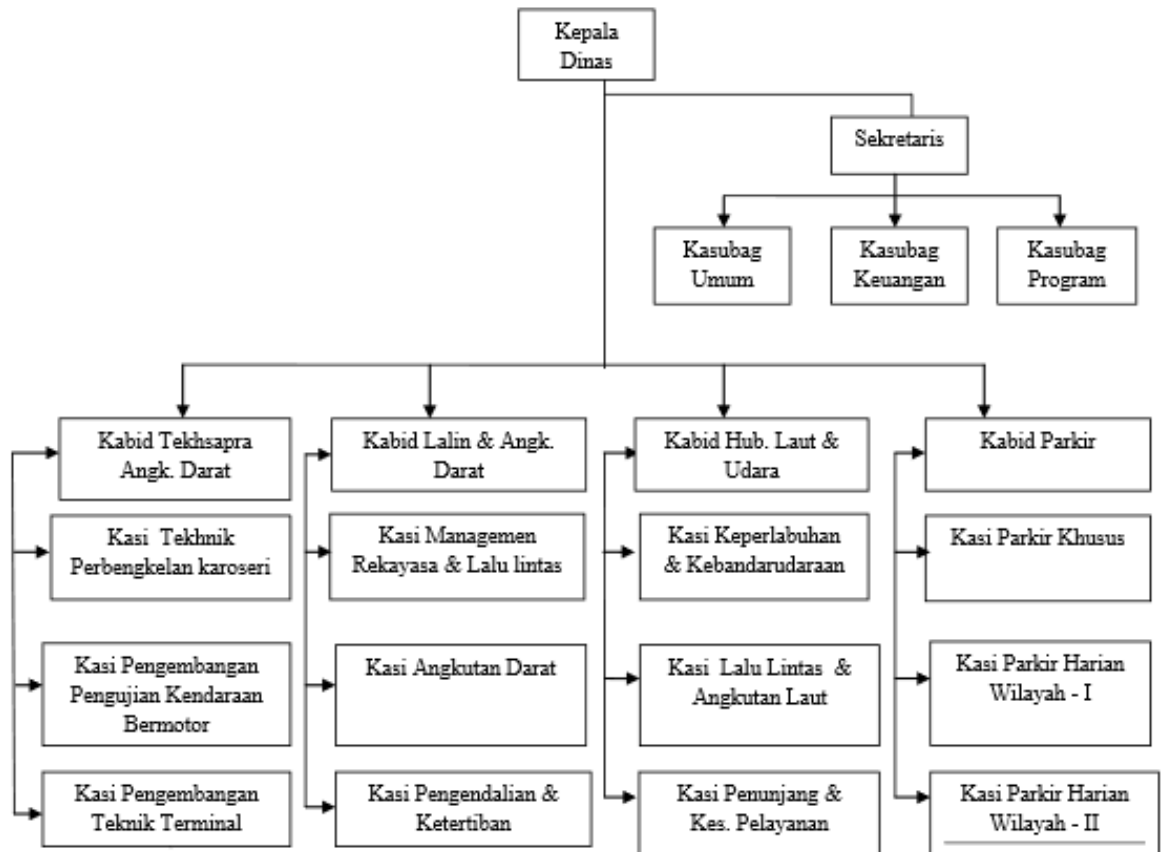 Kepala
Dinas
Sekretaris
Kasubag
Umum
Kasubag
Keuangan
Kasubag
Program
Kabid Tekhsapra
Angk. Darat
Kabid Lalin & Angk.
Darat
Kabid Hub. Laut &
Udara
Kabid Parkir
Kasi Tekhnik
Perbengkelan karoseri
Kasi Managemen
Rekayasa & Lalu lintas
Kasi Keperlabuhan
& Kebandarudaraan
Kasi Parkir Khusus
Kasi Pengembangan
Pengujian Kendaraan
Bermotor
Kasi Angkutan Darat
Kasi Lalu Lintas &
Angkutan Laut
Kasi Parkir Harian
Wilayah - I
Kasi Pengembangan
Teknik Terminal
Kasi Pengendalian &
Ketertiban
Kasi Penunjang &
Kes. Pelayanan
Kasi Parkir Harian
Wilayah - II